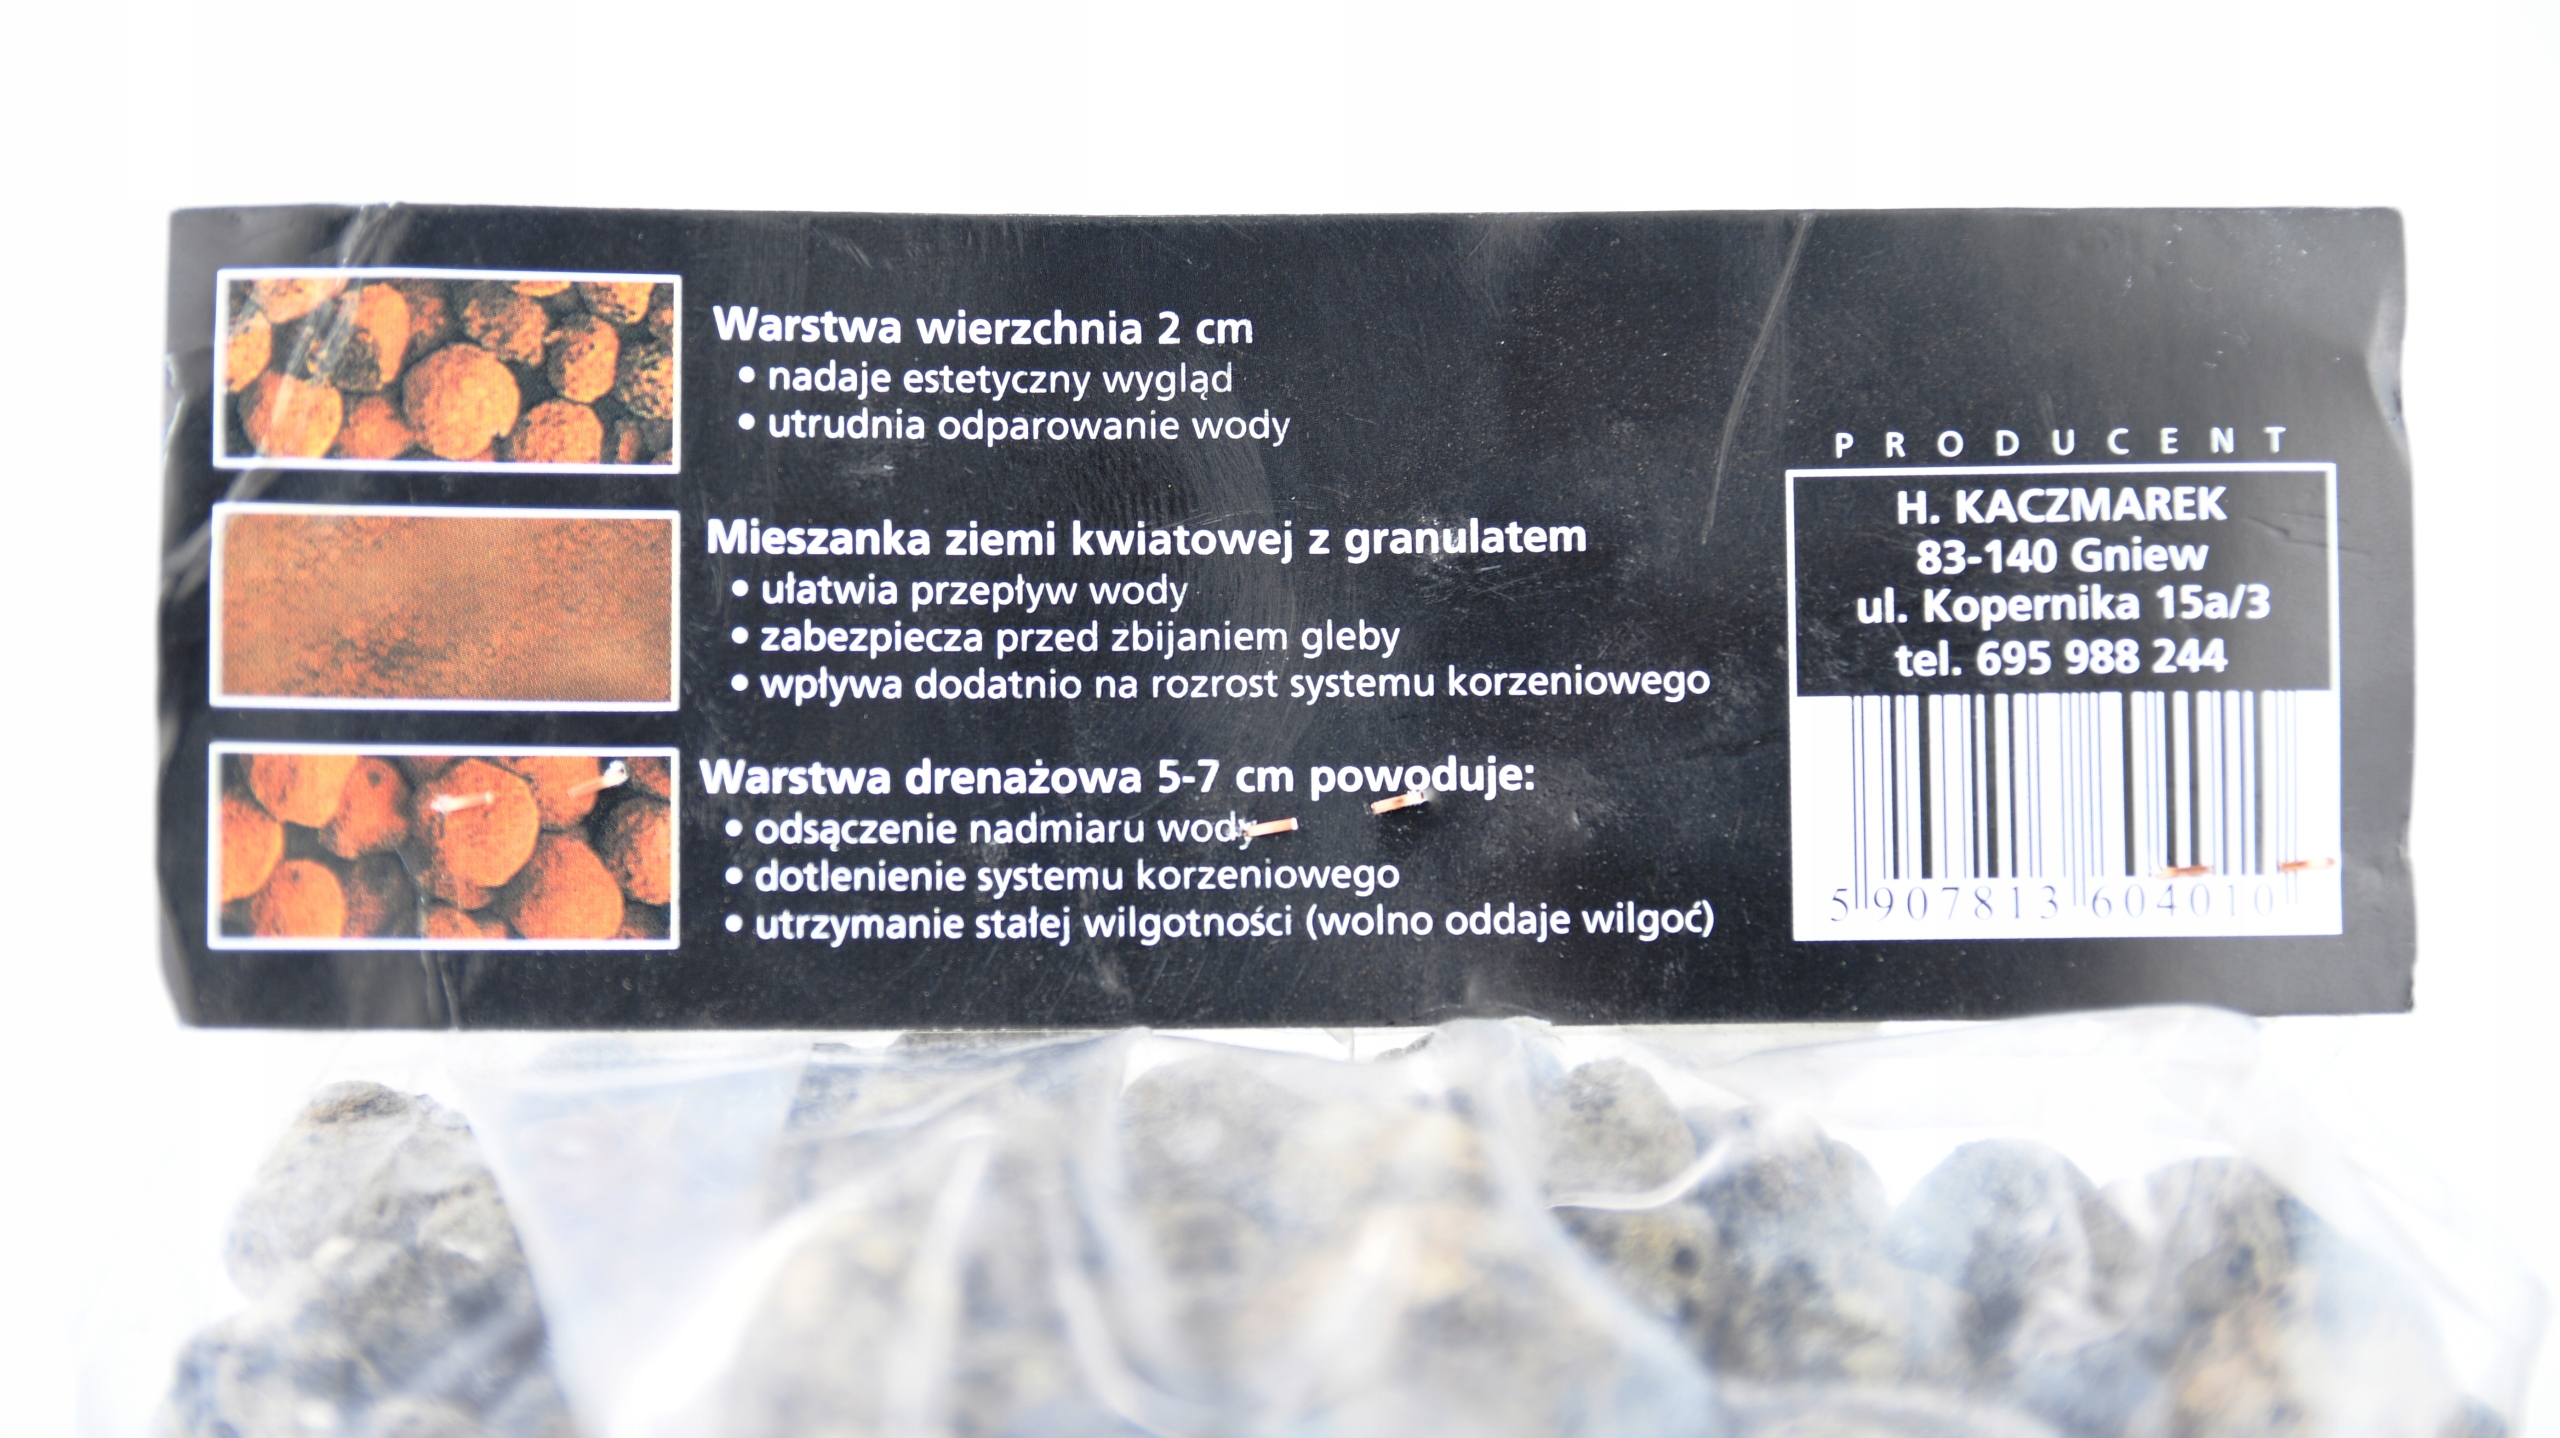 Warstwa wierzchnia 2 cm
• nadaje estetyczny wygląd
• utrudnia odparowanie wody
Mieszanka ziemi kwiatowej z granulatem
• ułatwia przepływ wody
• zabezpiecza przed zbijaniem gleby
• wpływa dodatnio na rozrost systemu korzeniowego
Warstwa drenażowa 5-7 cm powoduje:
• odsączenie nadmiaru wody
• dotlenienie systemu korzeniowego
• utrzymanie stałej wilgotności (wolno oddaje wilgoć)
PRODUCENT
H. KACZMAREK
83-140 Gniew
ul. Kopernika 15a/3
tel. 695 988 244
5 907813 604010